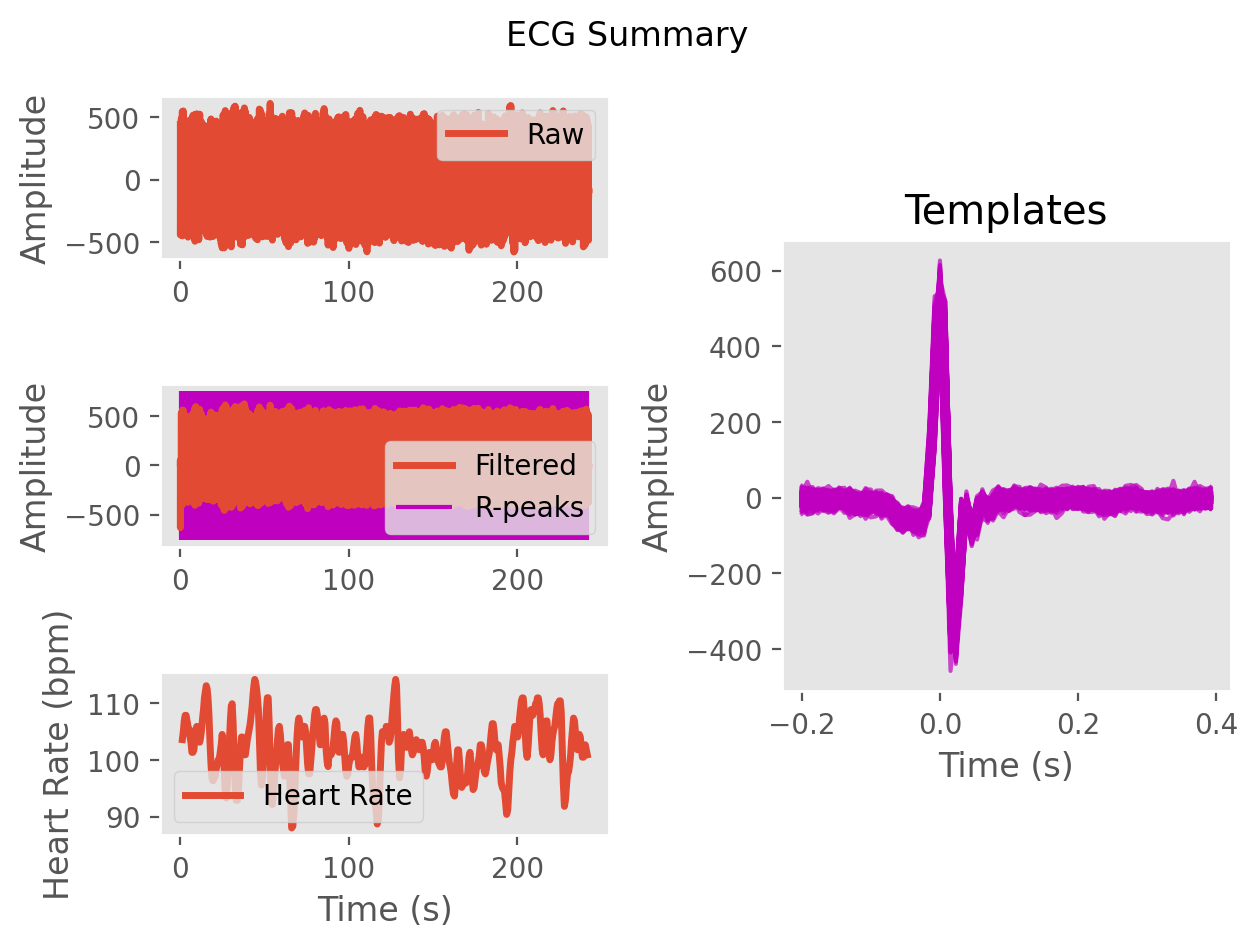 ECG Summary
Amplitude
500
0
−500
Raw
0 100 200
Amplitude
500
0
−500
Filtered
R-peaks
0 100 200
Heart Rate (bpm)
110
100
90
Heart Rate
0 100 200
Time (s)
Templates
Amplitude
600
400
200
0
−200
−400
−0.2 0.0 0.2 0.4
Time (s)